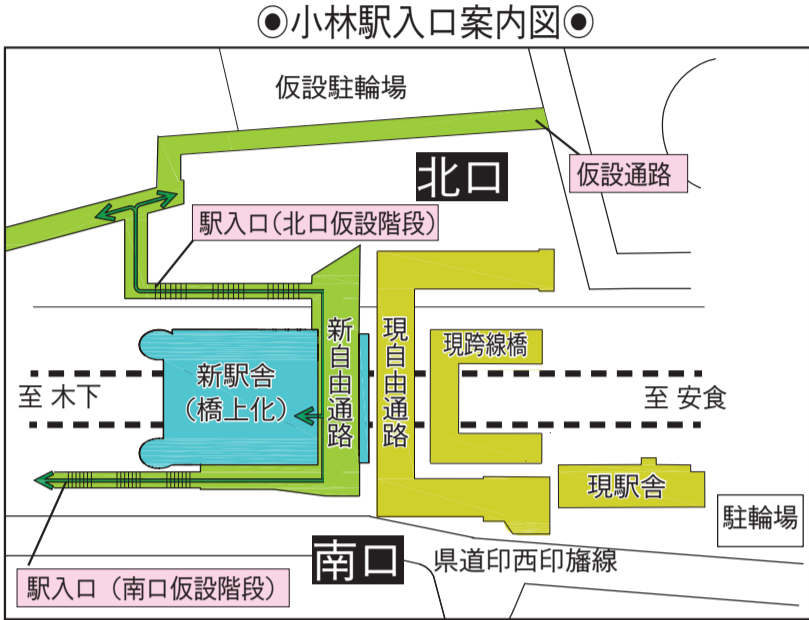 ◉小林駅入口案内図◉
仮設駐輪場
北口
仮設通路
駅入口（北口仮設階段）
新自由通路
現自由通路
現跨線橋
新駅舎
（橋上化）
至 木下
至 安食
現駅舎
駐輪場
南口
県道印西印旛線
駅入口（南口仮設階段）